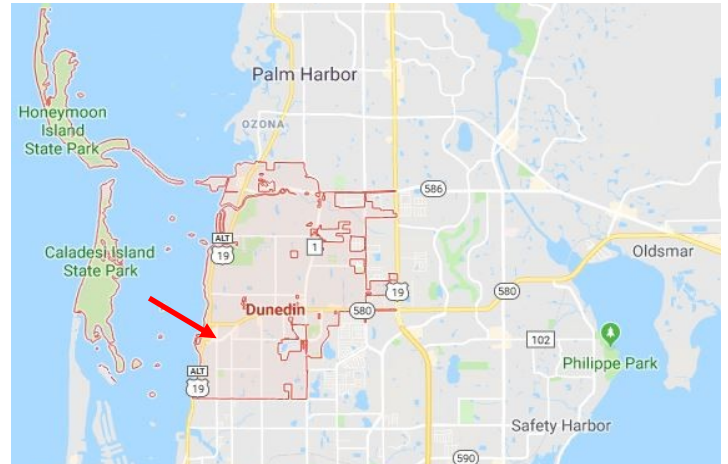 Palm Harbor
Honeymoon
Island
State Park
OZONA
586
ALT
19
1
Caladesi Island
State Park
Oldsmar
19
580
Dunedin
580
102
Philippe Park
ALT
19
Safety Harbor
590